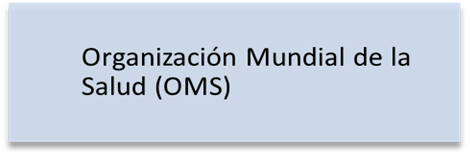 Organización Mundial de la
Salud (OMS)